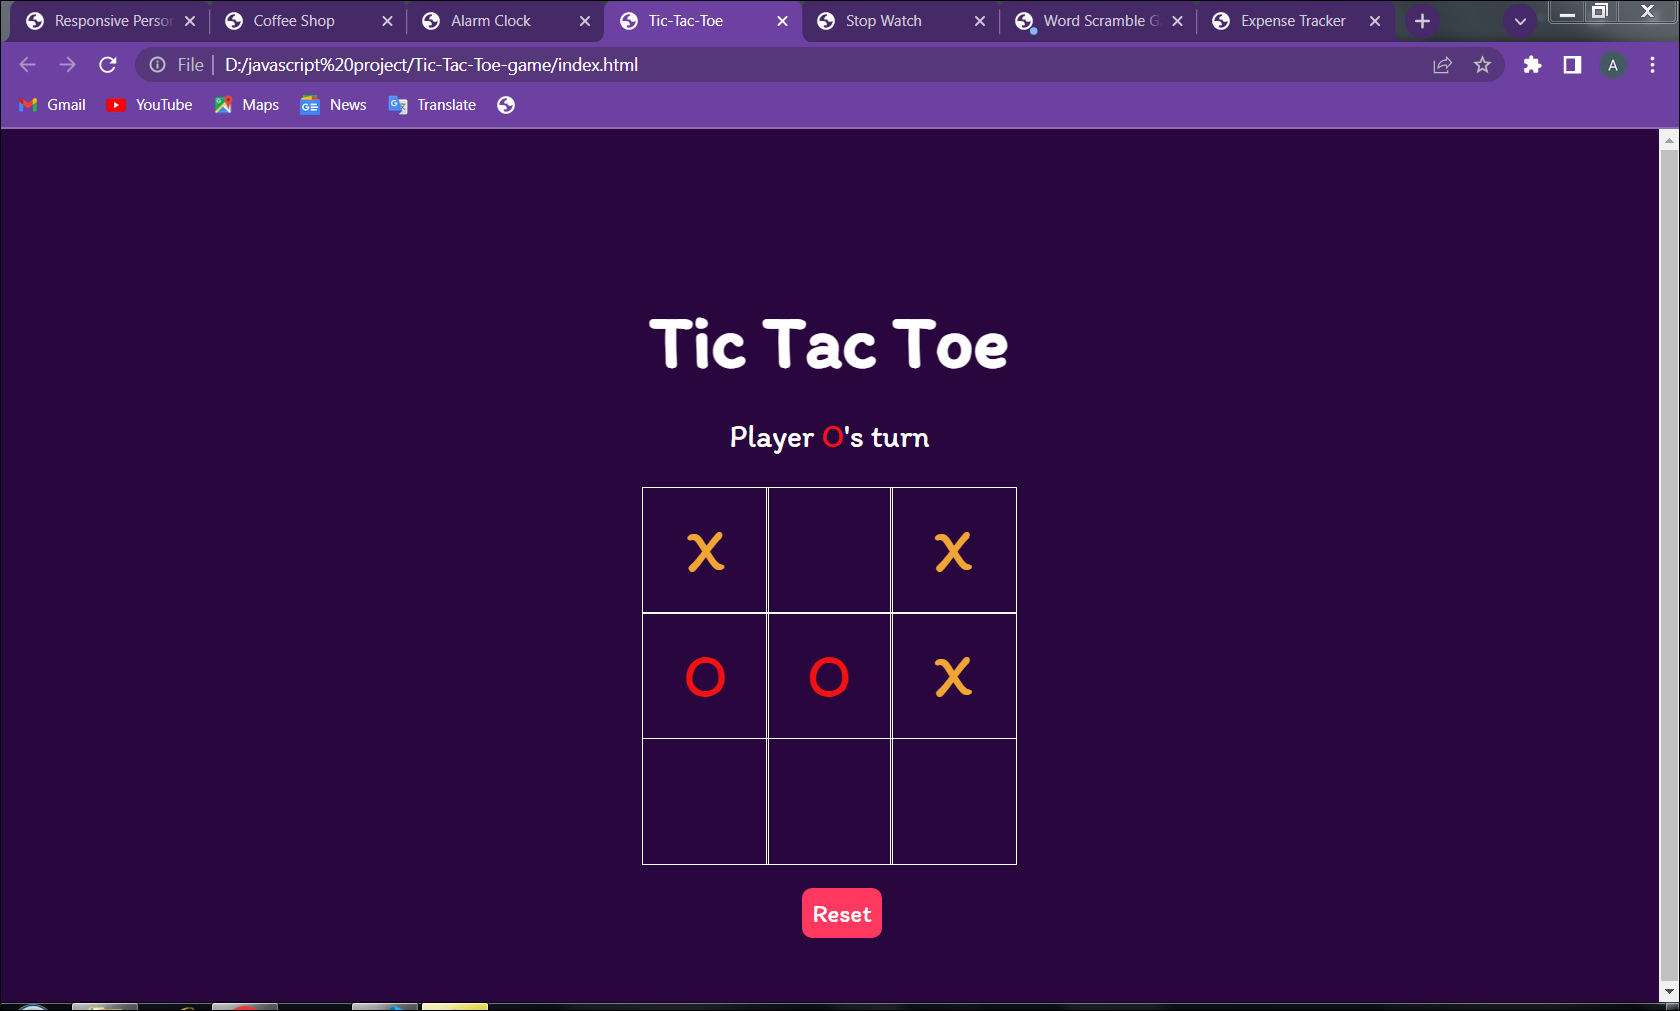 Responsive Person
Coffee Shop
Alarm Clock
Tic-Tac-Toe
Stop Watch
Word Scramble G
Expense Tracker
File D:/javascript%20project/Tic-Tac-Toe-game/index.html
A
Gmail YouTube Maps News Translate
Tic Tac Toe
Player O's turn
X X
O O X
Reset